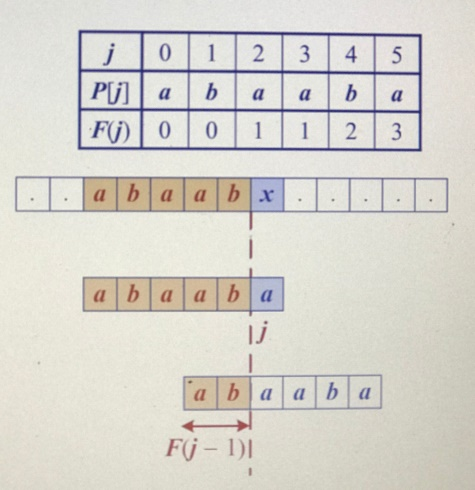 j 0 1 2 3 4 5
P[j] a b a a b a
F(j) 0 0 1 1 2 3
. . a b a a b x . . . . .
a b a a b a
j
a b a a b a
F(j − 1)